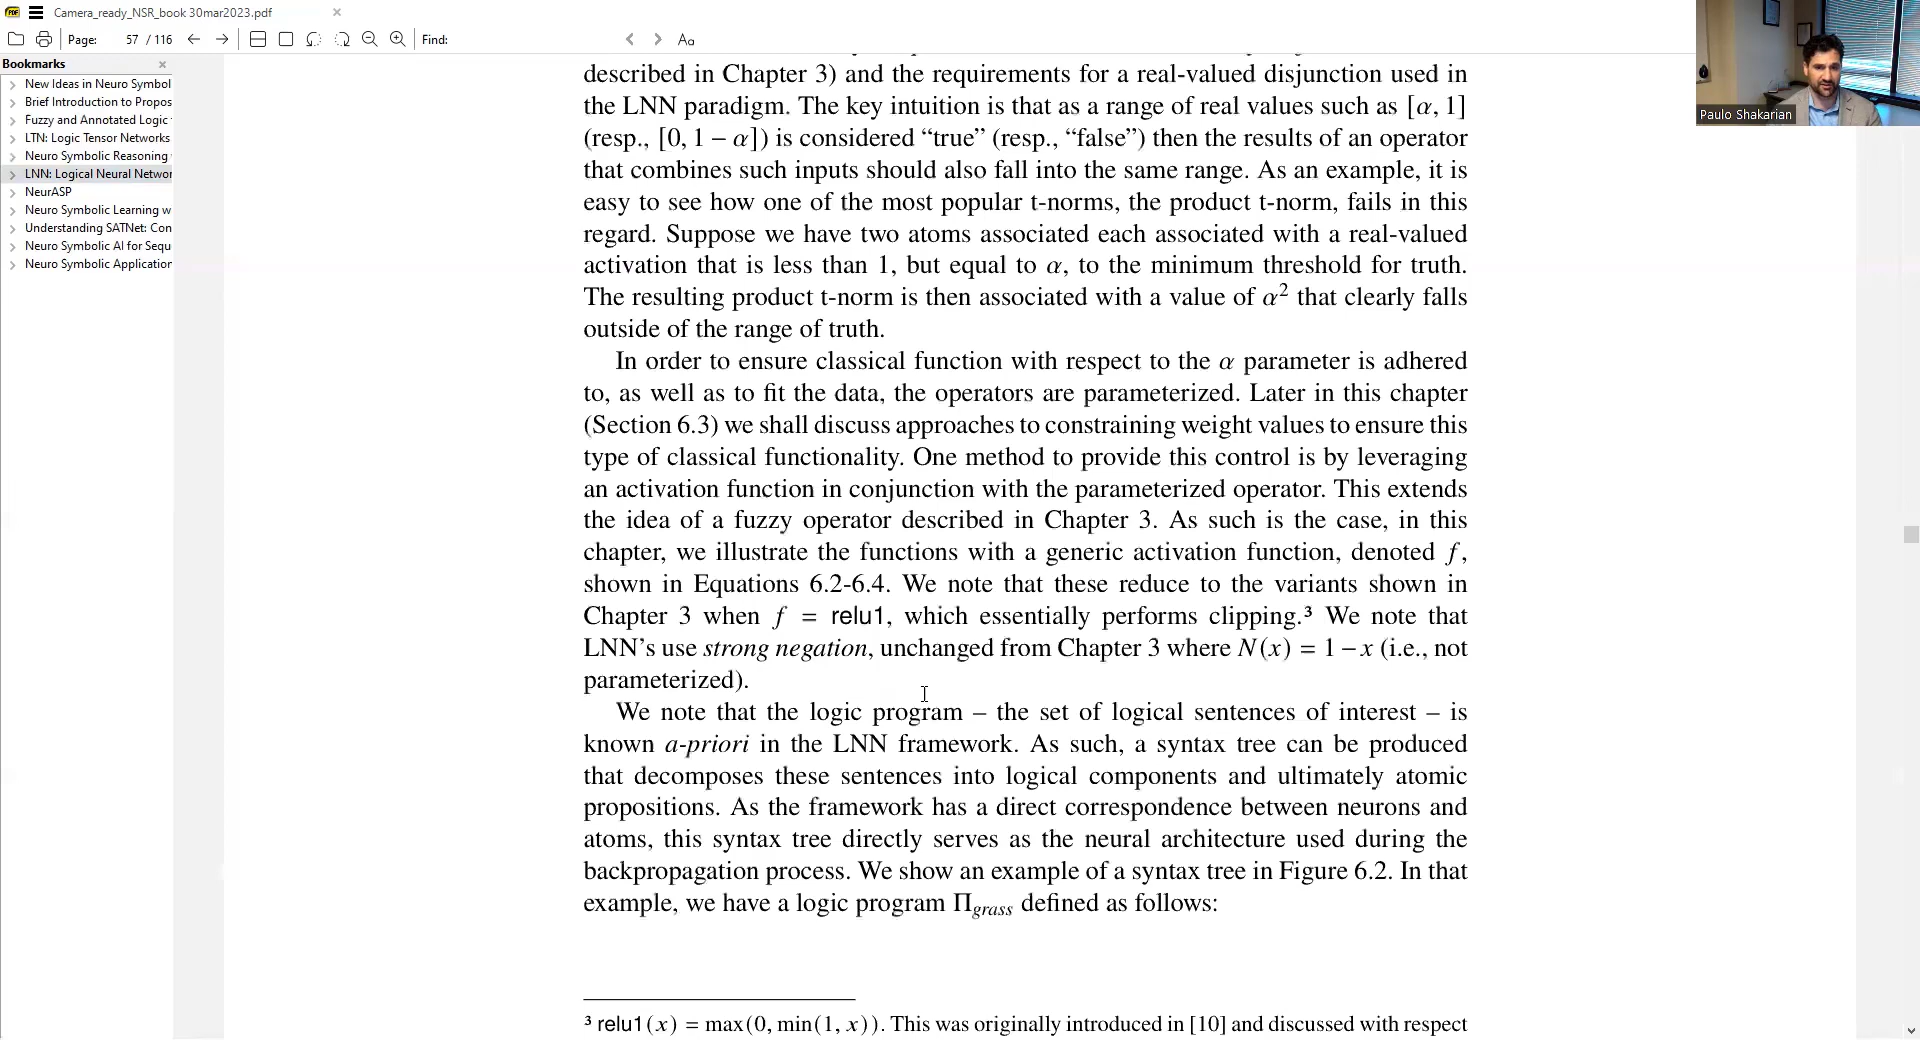 Camera_ready_NSR_book 30mar2023.pdf
Page: 57 / 116 Find: Aa
Bookmarks
New Ideas in Neuro Symbol
Brief Introduction to Propos
Fuzzy and Annotated Logic
LTN: Logic Tensor Networks
Neuro Symbolic Reasoning
LNN: Logical Neural Networ
NeurASP
Neuro Symbolic Learning w
Understanding SATNet: Con
Neuro Symbolic AI for Sequ
Neuro Symbolic Application
Paulo Shakarian
described in Chapter 3) and the requirements for a real-valued disjunction used in
the LNN paradigm. The key intuition is that as a range of real values such as [α, 1]
(resp., [0, 1 − α]) is considered “true” (resp., “false”) then the results of an operator
that combines such inputs should also fall into the same range. As an example, it is
easy to see how one of the most popular t-norms, the product t-norm, fails in this
regard. Suppose we have two atoms associated each associated with a real-valued
activation that is less than 1, but equal to α, to the minimum threshold for truth.
The resulting product t-norm is then associated with a value of α² that clearly falls
outside of the range of truth.
In order to ensure classical function with respect to the α parameter is adhered
to, as well as to fit the data, the operators are parameterized. Later in this chapter
(Section 6.3) we shall discuss approaches to constraining weight values to ensure this
type of classical functionality. One method to provide this control is by leveraging
an activation function in conjunction with the parameterized operator. This extends
the idea of a fuzzy operator described in Chapter 3. As such is the case, in this
chapter, we illustrate the functions with a generic activation function, denoted f,
shown in Equations 6.2-6.4. We note that these reduce to the variants shown in
Chapter 3 when f = relu1, which essentially performs clipping.³ We note that
LNN’s use strong negation, unchanged from Chapter 3 where N(x) = 1 − x (i.e., not
parameterized).
We note that the logic program – the set of logical sentences of interest – is
known a-priori in the LNN framework. As such, a syntax tree can be produced
that decomposes these sentences into logical components and ultimately atomic
propositions. As the framework has a direct correspondence between neurons and
atoms, this syntax tree directly serves as the neural architecture used during the
backpropagation process. We show an example of a syntax tree in Figure 6.2. In that
example, we have a logic program Π_grass defined as follows:
³ relu1(x) = max(0, min(1, x)). This was originally introduced in [10] and discussed with respect